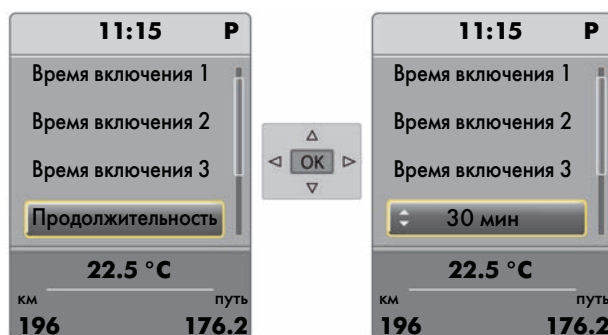 11:15 P
Время включения 1
Время включения 2
Время включения 3
Продолжительность
22.5 °C
км путь
196 176.2
OK
11:15 P
Время включения 1
Время включения 2
Время включения 3
30 мин
22.5 °C
км путь
196 176.2